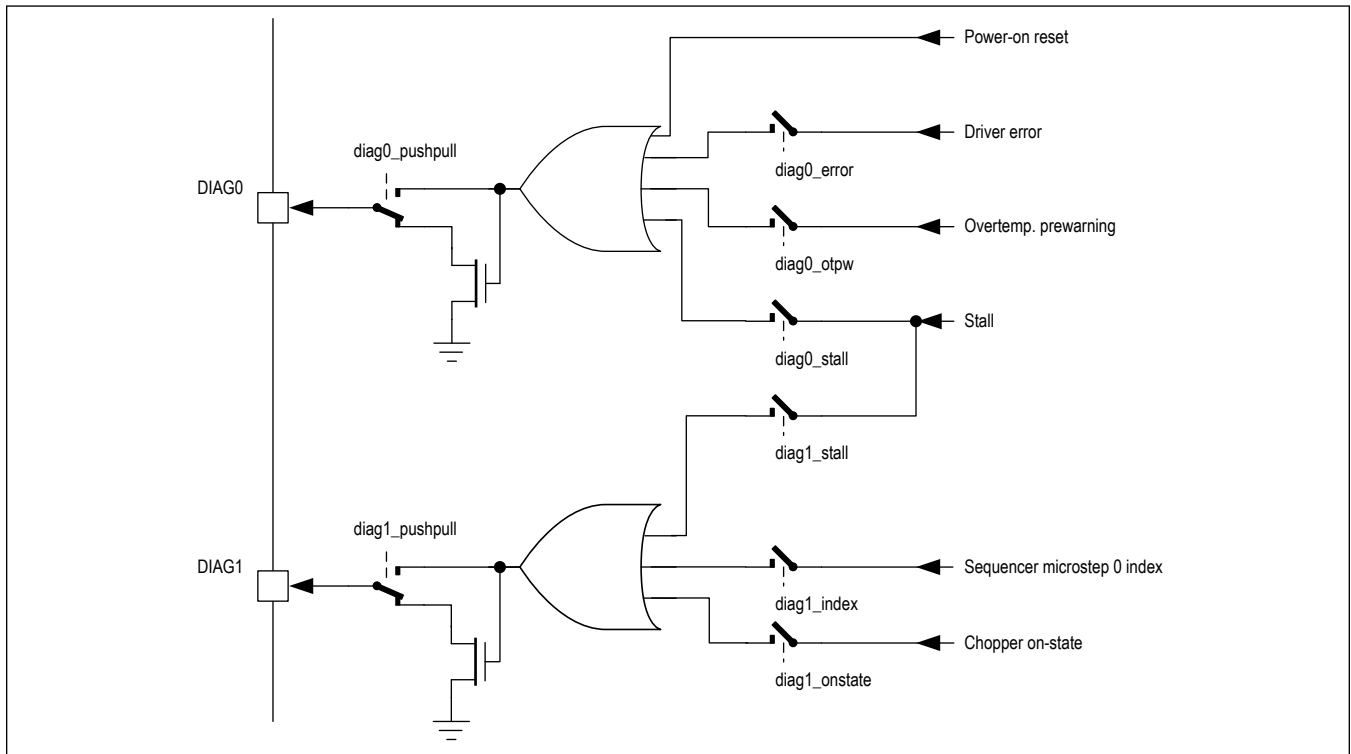 Power-on reset
Driver error
diag0_pushpull
diag0_error
DIAG0
Overtemp. prewarning
diag0_otpw
Stall
diag0_stall
diag1_stall
diag1_pushpull
DIAG1
Sequencer microstep 0 index
diag1_index
Chopper on-state
diag1_onstate